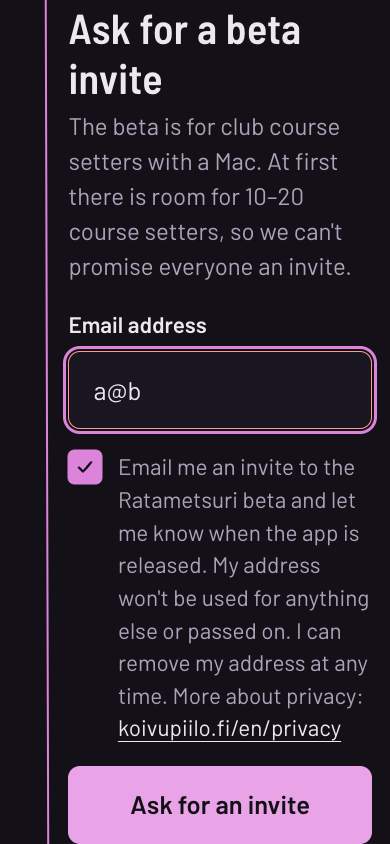 Ask for a beta
invite
The beta is for club course
setters with a Mac. At first
there is room for 10–20
course setters, so we can't
promise everyone an invite.
Email address
a@b
Email me an invite to the
Ratametsuri beta and let
me know when the app is
released. My address
won't be used for anything
else or passed on. I can
remove my address at any
time. More about privacy:
koivupiilo.fi/en/privacy
Ask for an invite